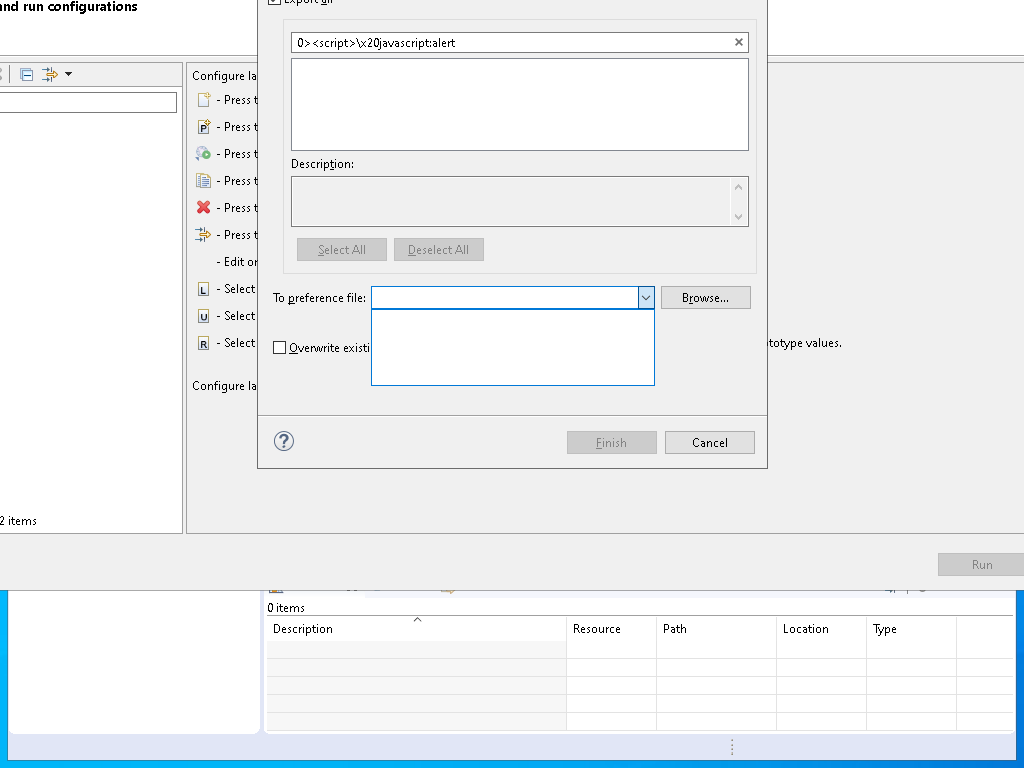 and run configurations
Export all
0><script>\x20javascript:alert
Configure la
- Press t
P - Press t
- Press t
- Press t
- Press t
- Press t
- Edit or
L - Select
U - Select
R - Select
totype values.
Configure la
Description:
Select All
Deselect All
To preference file:
Browse...
Overwrite existi
?
Finish
Cancel
2 items
Run
0 items
Description
Resource
Path
Location
Type